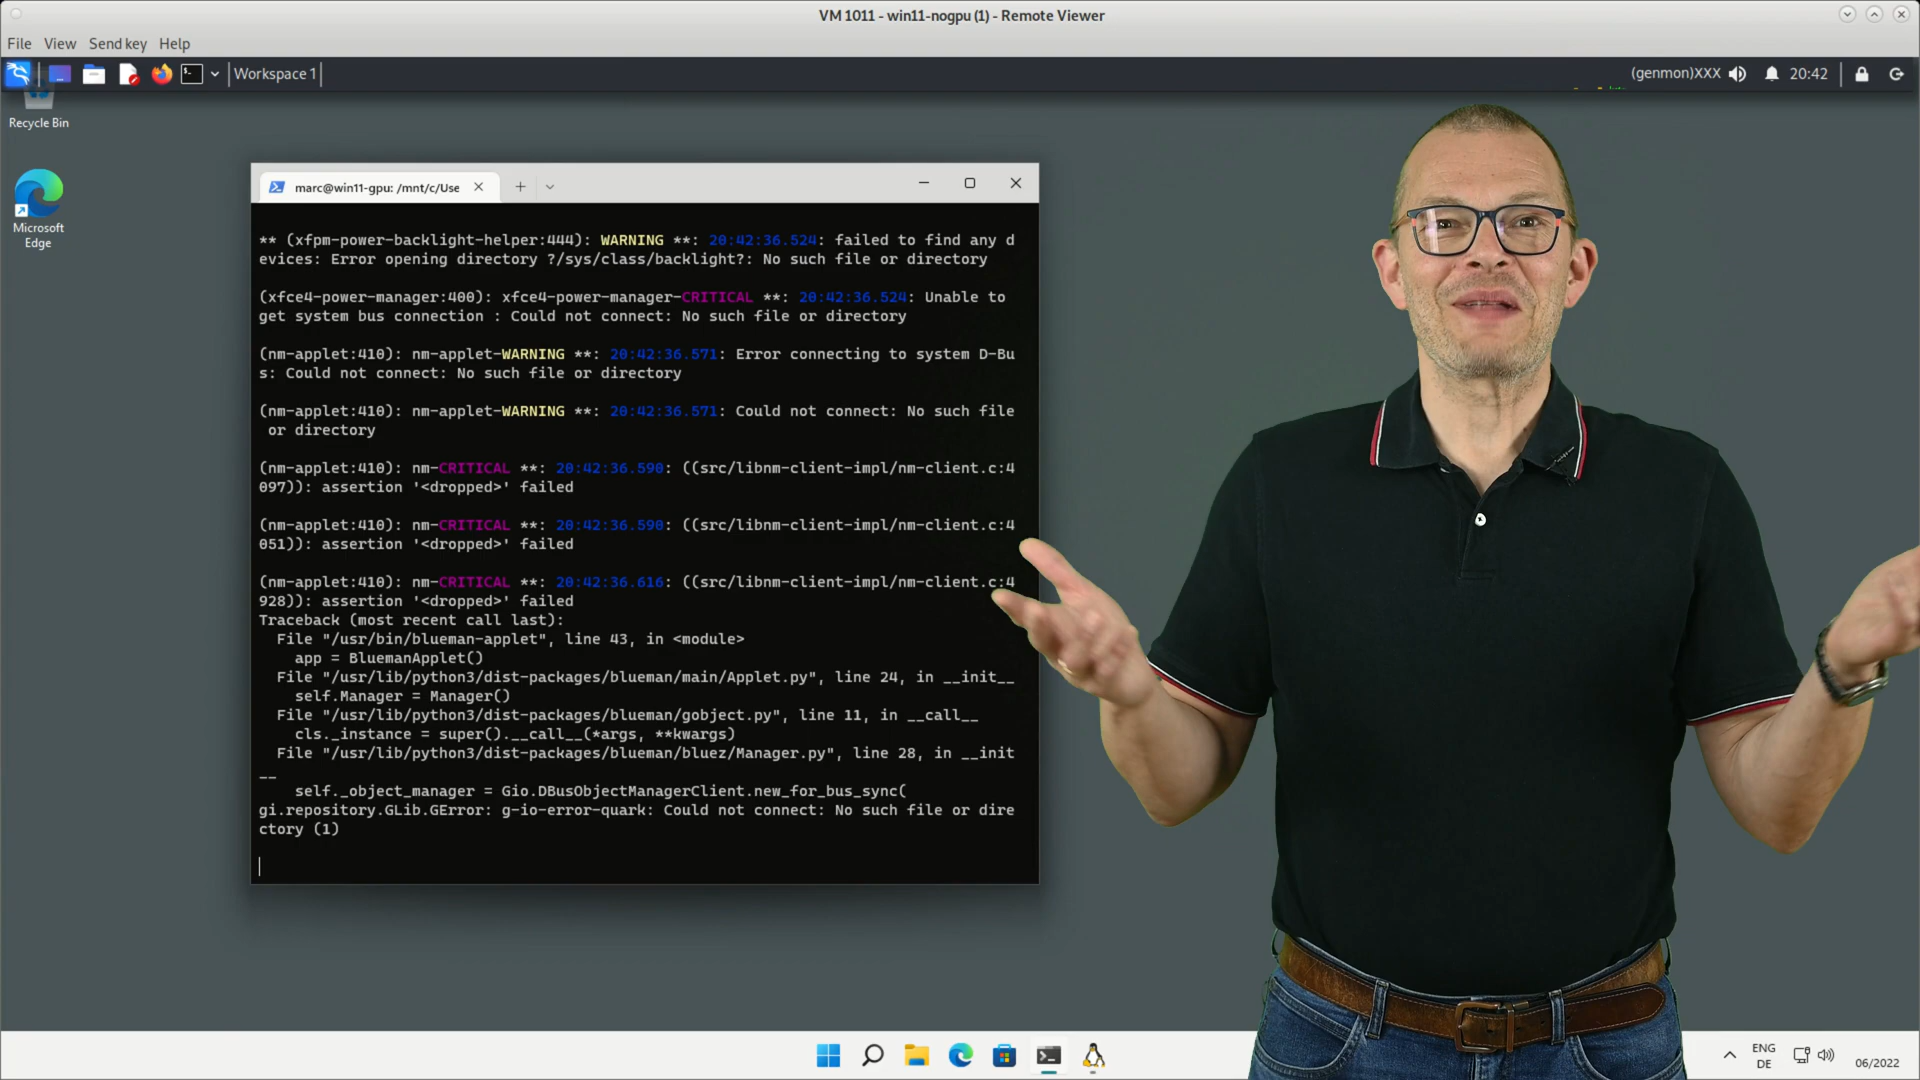 VM 1011 - win11-nogpu (1) - Remote Viewer
File View Send key Help
Workspace 1
(genmon)XXX 20:42
Recycle Bin
Microsoft
Edge
marc@win11-gpu: /mnt/c/Use
** (xfpm-power-backlight-helper:444): WARNING **: 20:42:36.524: failed to find any d
evices: Error opening directory ?/sys/class/backlight?: No such file or directory
(xfce4-power-manager:400): xfce4-power-manager-CRITICAL **: 20:42:36.524: Unable to
get system bus connection : Could not connect: No such file or directory
(nm-applet:410): nm-applet-WARNING **: 20:42:36.571: Error connecting to system D-Bu
s: Could not connect: No such file or directory
(nm-applet:410): nm-applet-WARNING **: 20:42:36.571: Could not connect: No such file
or directory
(nm-applet:410): nm-CRITICAL **: 20:42:36.590: ((src/libnm-client-impl/nm-client.c:4
097)): assertion '<dropped>' failed
(nm-applet:410): nm-CRITICAL **: 20:42:36.590: ((src/libnm-client-impl/nm-client.c:4
051)): assertion '<dropped>' failed
(nm-applet:410): nm-CRITICAL **: 20:42:36.616: ((src/libnm-client-impl/nm-client.c:4
928)): assertion '<dropped>' failed
Traceback (most recent call last):
File "/usr/bin/blueman-applet", line 43, in <module>
app = BluemanApplet()
File "/usr/lib/python3/dist-packages/blueman/main/Applet.py", line 24, in __init__
self.Manager = Manager()
File "/usr/lib/python3/dist-packages/blueman/gobject.py", line 11, in __call__
cls._instance = super().__call__(*args, **kwargs)
File "/usr/lib/python3/dist-packages/blueman/bluez/Manager.py", line 28, in __init
__
self._object_manager = Gio.DBusObjectManagerClient.new_for_bus_sync(
gi.repository.GLib.GError: g-io-error-quark: Could not connect: No such file or dire
ctory (1)
ENG
DE
06/2022